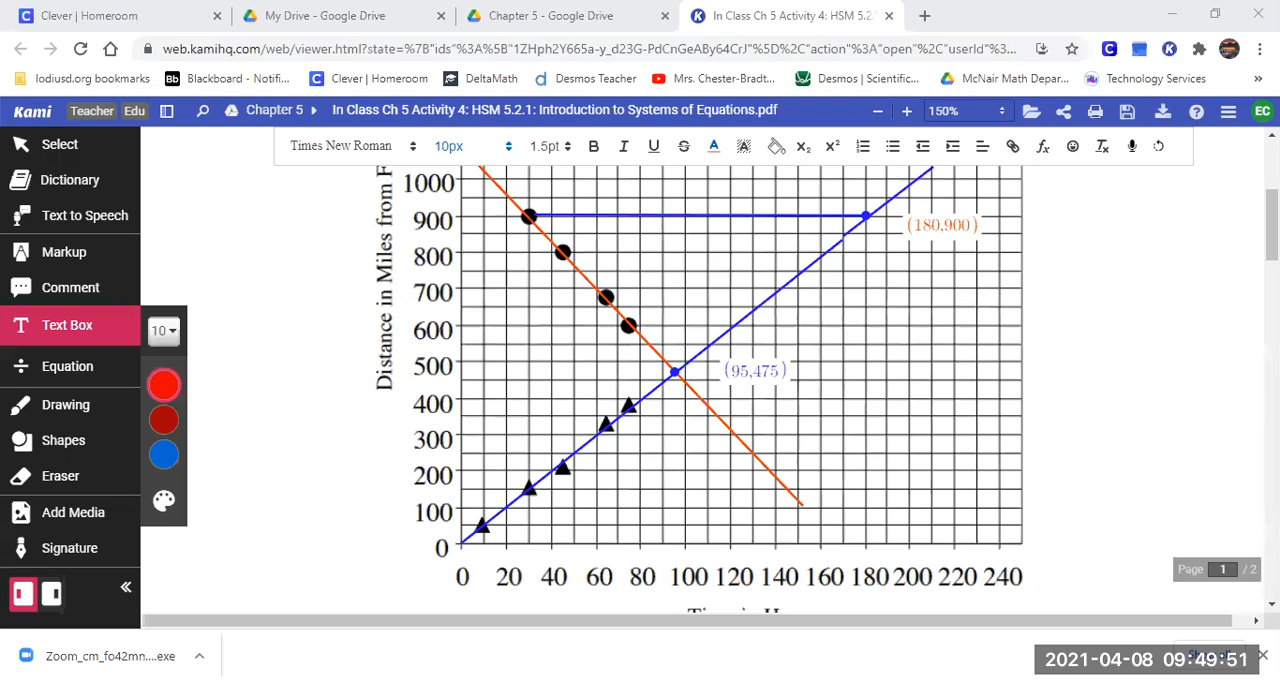 Clever | Homeroom
My Drive - Google Drive
Chapter 5 - Google Drive
In Class Ch 5 Activity 4: HSM 5.2.
web.kamihq.com/web/viewer.html?state=%7B"ids"%3A%5B"1ZHph2Y665a-y_d23G-PdCnGeABy64CrJ"%5D%2C"action"%3A"open"%2C"userId"%3...
lodiusd.org bookmarks
Bb Blackboard - Notifi...
Clever | Homeroom
DeltaMath
Desmos Teacher
Mrs. Chester-Bradt...
Desmos | Scientific...
McNair Math Depar...
Technology Services
»
Kami Teacher Edu
Chapter 5
In Class Ch 5 Activity 4: HSM 5.2.1: Introduction to Systems of Equations.pdf
150%
EC
Times New Roman 10px 1.5pt B I U S A
Select
Dictionary
Text to Speech
Markup
Comment
Text Box
Equation
Drawing
Shapes
Eraser
Add Media
Signature
10
Distance in Miles from
1000
900
800
700
600
500
400
300
200
100
0
(180,900)
(95,475)
0 20 40 60 80 100 120 140 160 180 200 220 240
Page 1 / 2
Zoom_cm_fo42mn....exe
2021-04-08 09:49:51